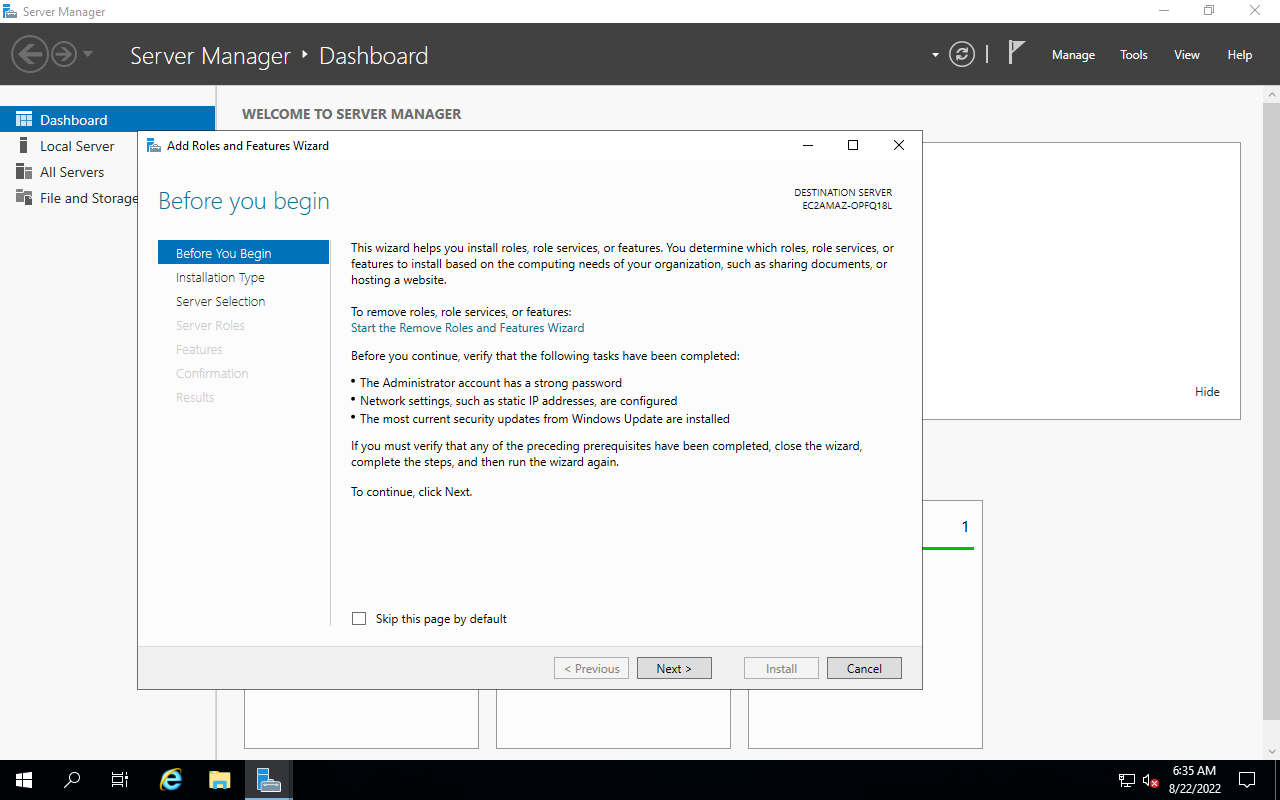 Server Manager
Server Manager ‣ Dashboard
Manage Tools View Help
Dashboard
Local Server
All Servers
File and Storage
WELCOME TO SERVER MANAGER
Hide
1
Add Roles and Features Wizard
Before you begin
DESTINATION SERVER
EC2AMAZ-OPFQ18L
Before You Begin
Installation Type
Server Selection
Server Roles
Features
Confirmation
Results
This wizard helps you install roles, role services, or features. You determine which roles, role services, or
features to install based on the computing needs of your organization, such as sharing documents, or
hosting a website.
To remove roles, role services, or features:
Start the Remove Roles and Features Wizard
Before you continue, verify that the following tasks have been completed:
• The Administrator account has a strong password
• Network settings, such as static IP addresses, are configured
• The most current security updates from Windows Update are installed
If you must verify that any of the preceding prerequisites have been completed, close the wizard,
complete the steps, and then run the wizard again.
To continue, click Next.
Skip this page by default
< Previous Next > Install Cancel
6:35 AM
8/22/2022